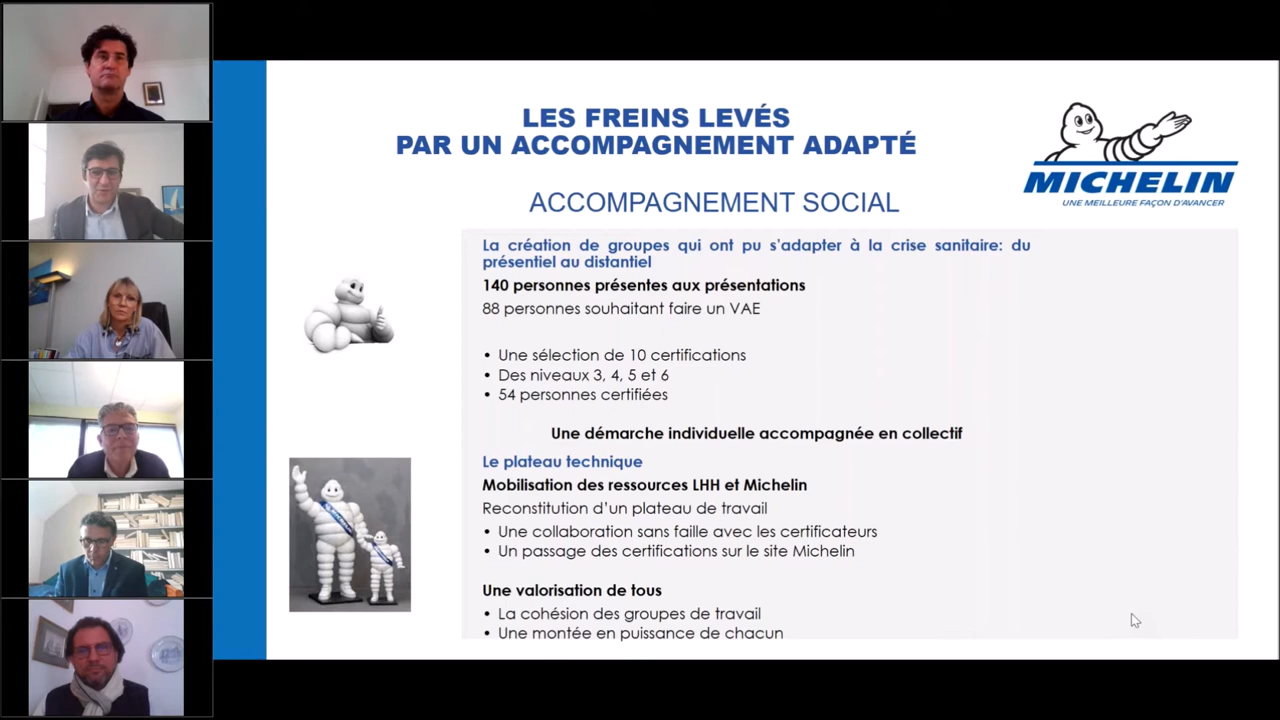 LES FREINS LEVÉS
PAR UN ACCOMPAGNEMENT ADAPTÉ
MICHELIN
UNE MEILLEURE FAÇON D'AVANCER
ACCOMPAGNEMENT SOCIAL
La création de groupes qui ont pu s'adapter à la crise sanitaire: du
présentiel au distantiel
140 personnes présentes aux présentations
88 personnes souhaitant faire un VAE
• Une sélection de 10 certifications
• Des niveaux 3, 4, 5 et 6
• 54 personnes certifiées
Une démarche individuelle accompagnée en collectif
Le plateau technique
Mobilisation des ressources LHH et Michelin
Reconstitution d'un plateau de travail
• Une collaboration sans faille avec les certificateurs
• Un passage des certifications sur le site Michelin
Une valorisation de tous
• La cohésion des groupes de travail
• Une montée en puissance de chacun